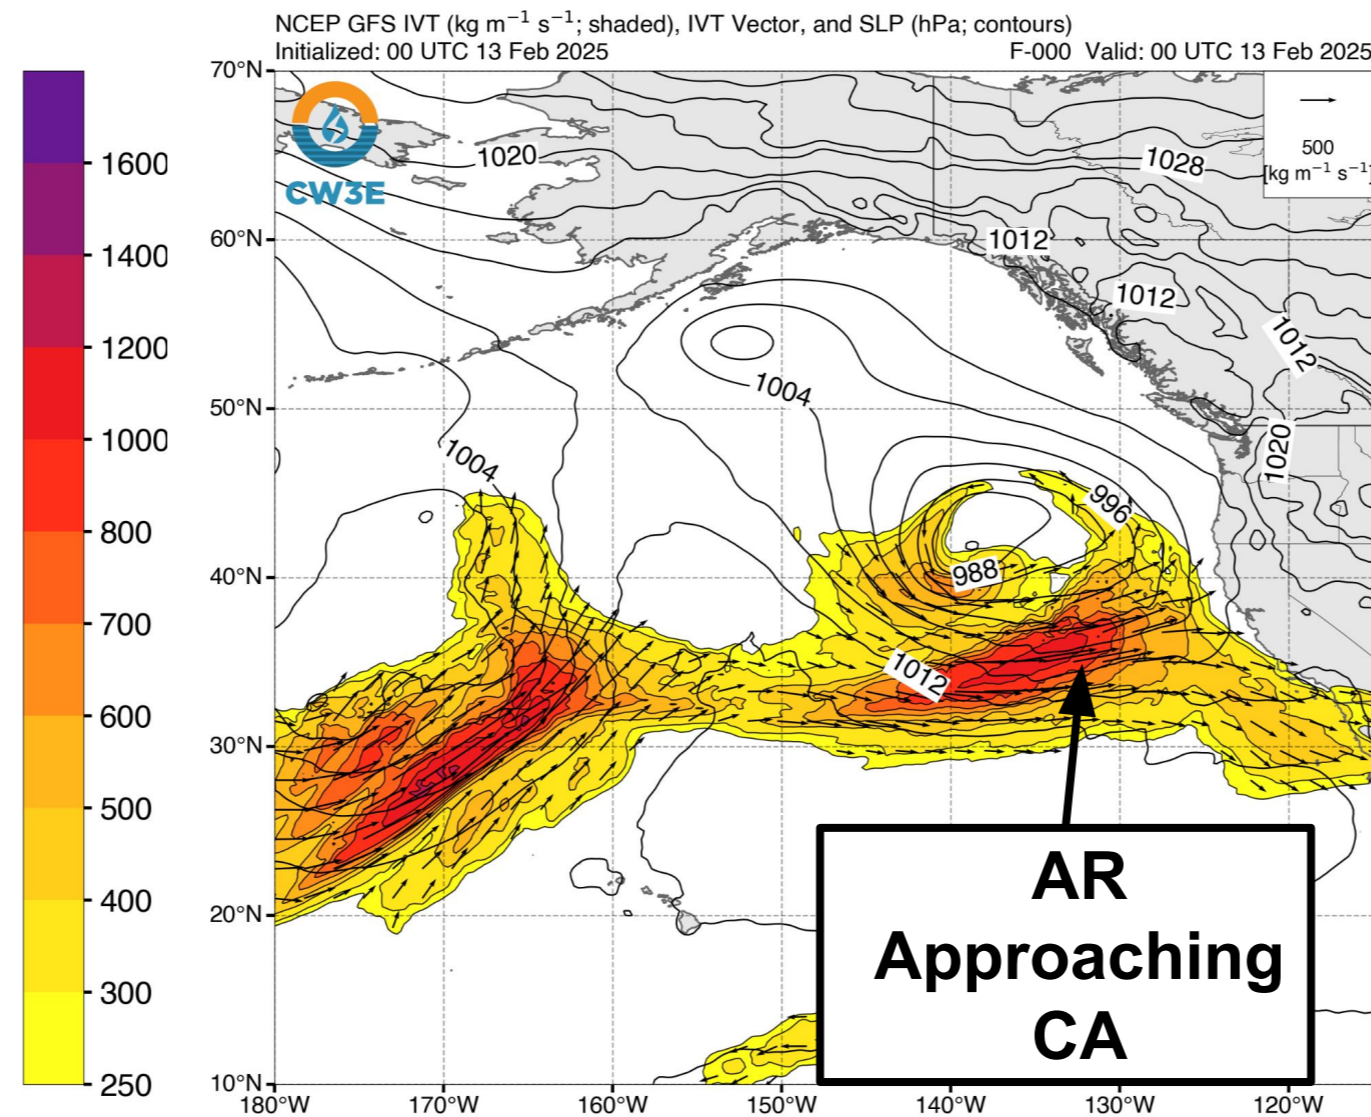 NCEP GFS IVT (kg m⁻¹ s⁻¹; shaded), IVT Vector, and SLP (hPa; contours)
Initialized: 00 UTC 13 Feb 2025 F-000 Valid: 00 UTC 13 Feb 2025
1600
1400
1200
1000
800
700
600
500
400
300
250
70°N
60°N
50°N
40°N
30°N
20°N
10°N
CW3E
500
[kg m⁻¹ s⁻¹]
1020
1028
1012
1012
1012
1004
1004
1020
996
988
1012
AR
Approaching
CA
180°W 170°W 160°W 150°W 140°W 130°W 120°W